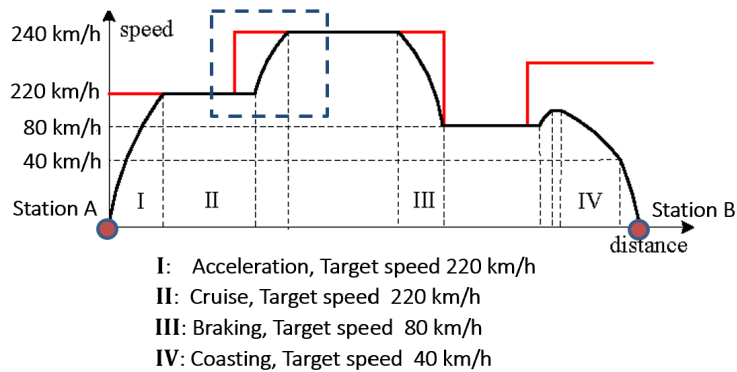 240 km/h
speed
220 km/h
80 km/h
40 km/h
I
II
III
IV
Station A
Station B
distance
I: Acceleration, Target speed 220 km/h
II: Cruise, Target speed 220 km/h
III: Braking, Target speed 80 km/h
IV: Coasting, Target speed 40 km/h